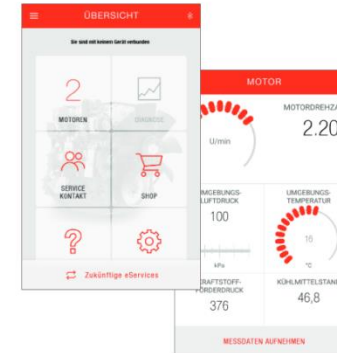 ÜBERSICHT
Sie sind mit keinem Gerät verbunden
2
MOTOREN
DIAGNOSE
SERVICE
KONTAKT
SHOP
?
Zukünftige eServices
MOTOR
MOTORDREHZA
U/min
2.20
UMGEBUNGS-
LUFTDRUCK
100
kPa
UMGEBUNGS-
TEMPERATUR
16
°C
KRAFTSTOFF-
FÖRDERDRUCK
376
KÜHLMITTELSTAN
46,8
MESSDATEN AUFNEHMEN